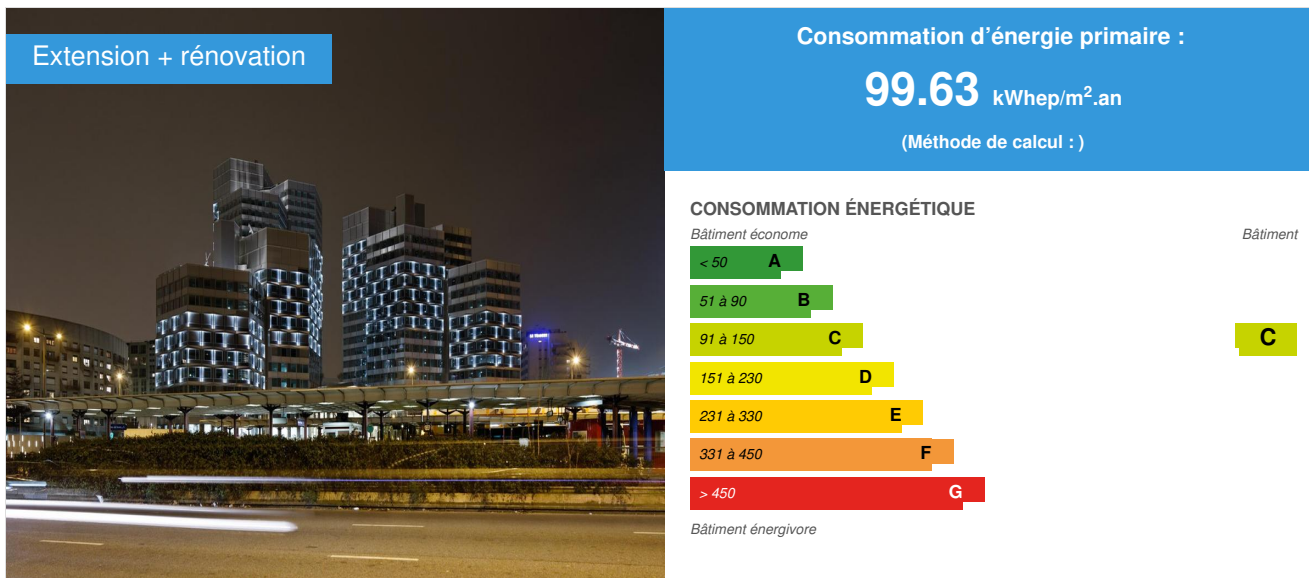 Extension + rénovation
Consommation d'énergie primaire :
99.63 kWhep/m².an
(Méthode de calcul : )
CONSOMMATION ÉNERGÉTIQUE
Bâtiment économe
Bâtiment
< 50 A
51 à 90 B
91 à 150 C
C
151 à 230 D
231 à 330 E
331 à 450 F
> 450 G
Bâtiment énergivore